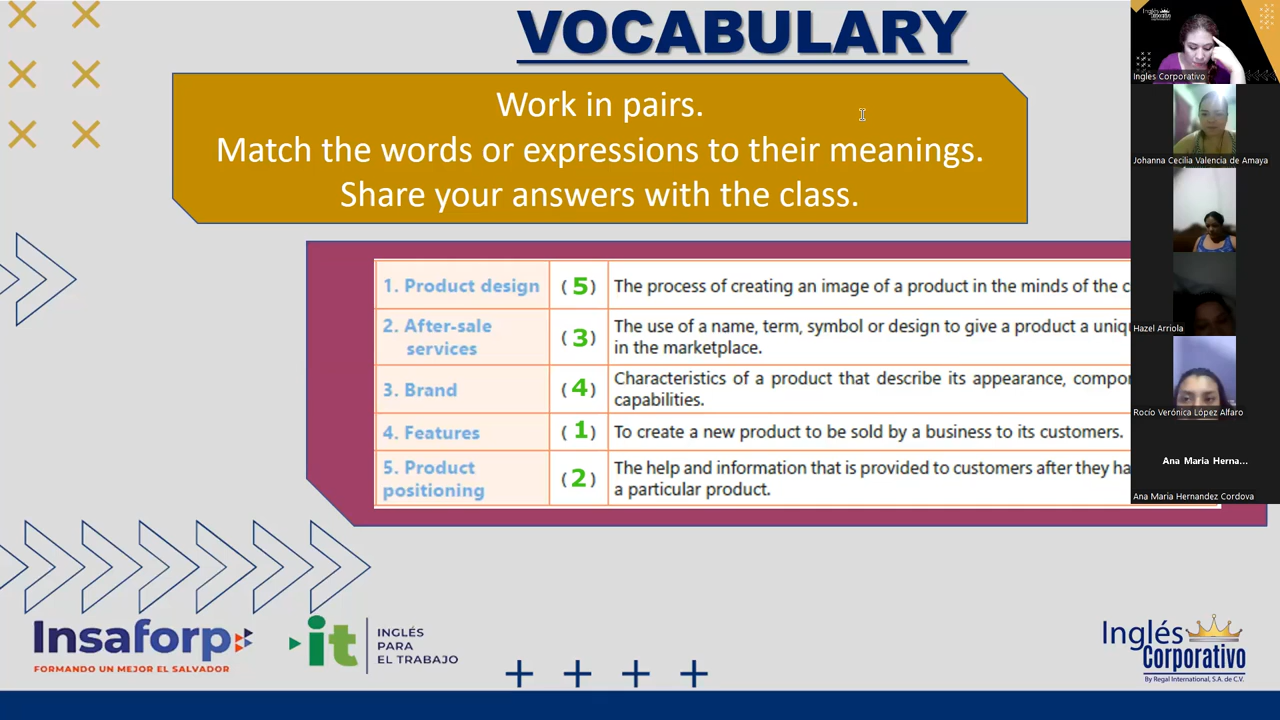 VOCABULARY
Work in pairs.
Match the words or expressions to their meanings.
Share your answers with the class.
1. Product design
( 5 )
The process of creating an image of a product in the minds of the c
2. After-sale
services
( 3 )
The use of a name, term, symbol or design to give a product a uniq
in the marketplace.
3. Brand
( 4 )
Characteristics of a product that describe its appearance, compo
capabilities.
4. Features
( 1 )
To create a new product to be sold by a business to its customers.
5. Product
positioning
( 2 )
The help and information that is provided to customers after they ha
a particular product.
Insaforp
FORMANDO UN MEJOR EL SALVADOR
it
INGLÉS
PARA
EL TRABAJO
Inglés
Corporativo
By Regal International, S.A. de C.V.
Inglés
Corporativo
Ingles Corporativo
Johanna Cecilia Valencia de Amaya
Hazel Arriola
Rocío Verónica López Alfaro
Ana Maria Herna...
Ana Maria Hernandez Cordova